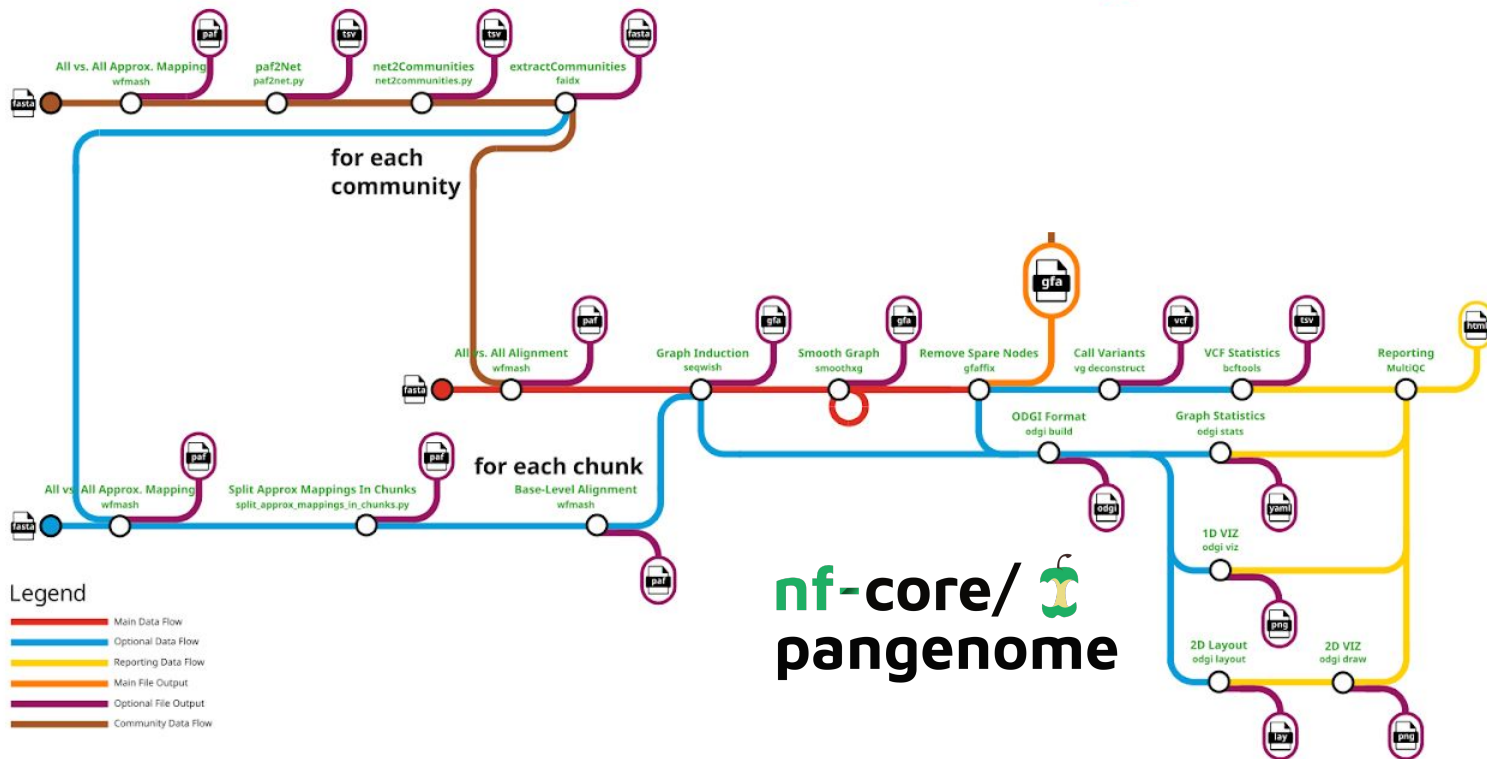 paf
tsv
tsv
fasta
All vs. All Approx. Mapping
wfmash
paf2Net
paf2net.py
net2Communities
net2communities.py
extractCommunities
faidx
fasta
for each
community
gfa
paf
gfa
gfa
vcf
tsv
html
All vs. All Alignment
wfmash
Graph Induction
seqwish
Smooth Graph
smoothxg
Remove Spare Nodes
gfaffix
Call Variants
vg deconstruct
VCF Statistics
bcftools
Reporting
MultiQC
fasta
ODGI Format
odgi build
Graph Statistics
odgi stats
paf
paf
for each chunk
All vs. All Approx. Mapping
wfmash
Split Approx Mappings In Chunks
split_approx_mappings_in_chunks.py
Base-Level Alignment
wfmash
fasta
odgi
yaml
1D VIZ
odgi viz
paf
png
nf-core/
pangenome
2D Layout
odgi layout
2D VIZ
odgi draw
lay
png
Legend
Main Data Flow
Optional Data Flow
Reporting Data Flow
Main File Output
Optional File Output
Community Data Flow